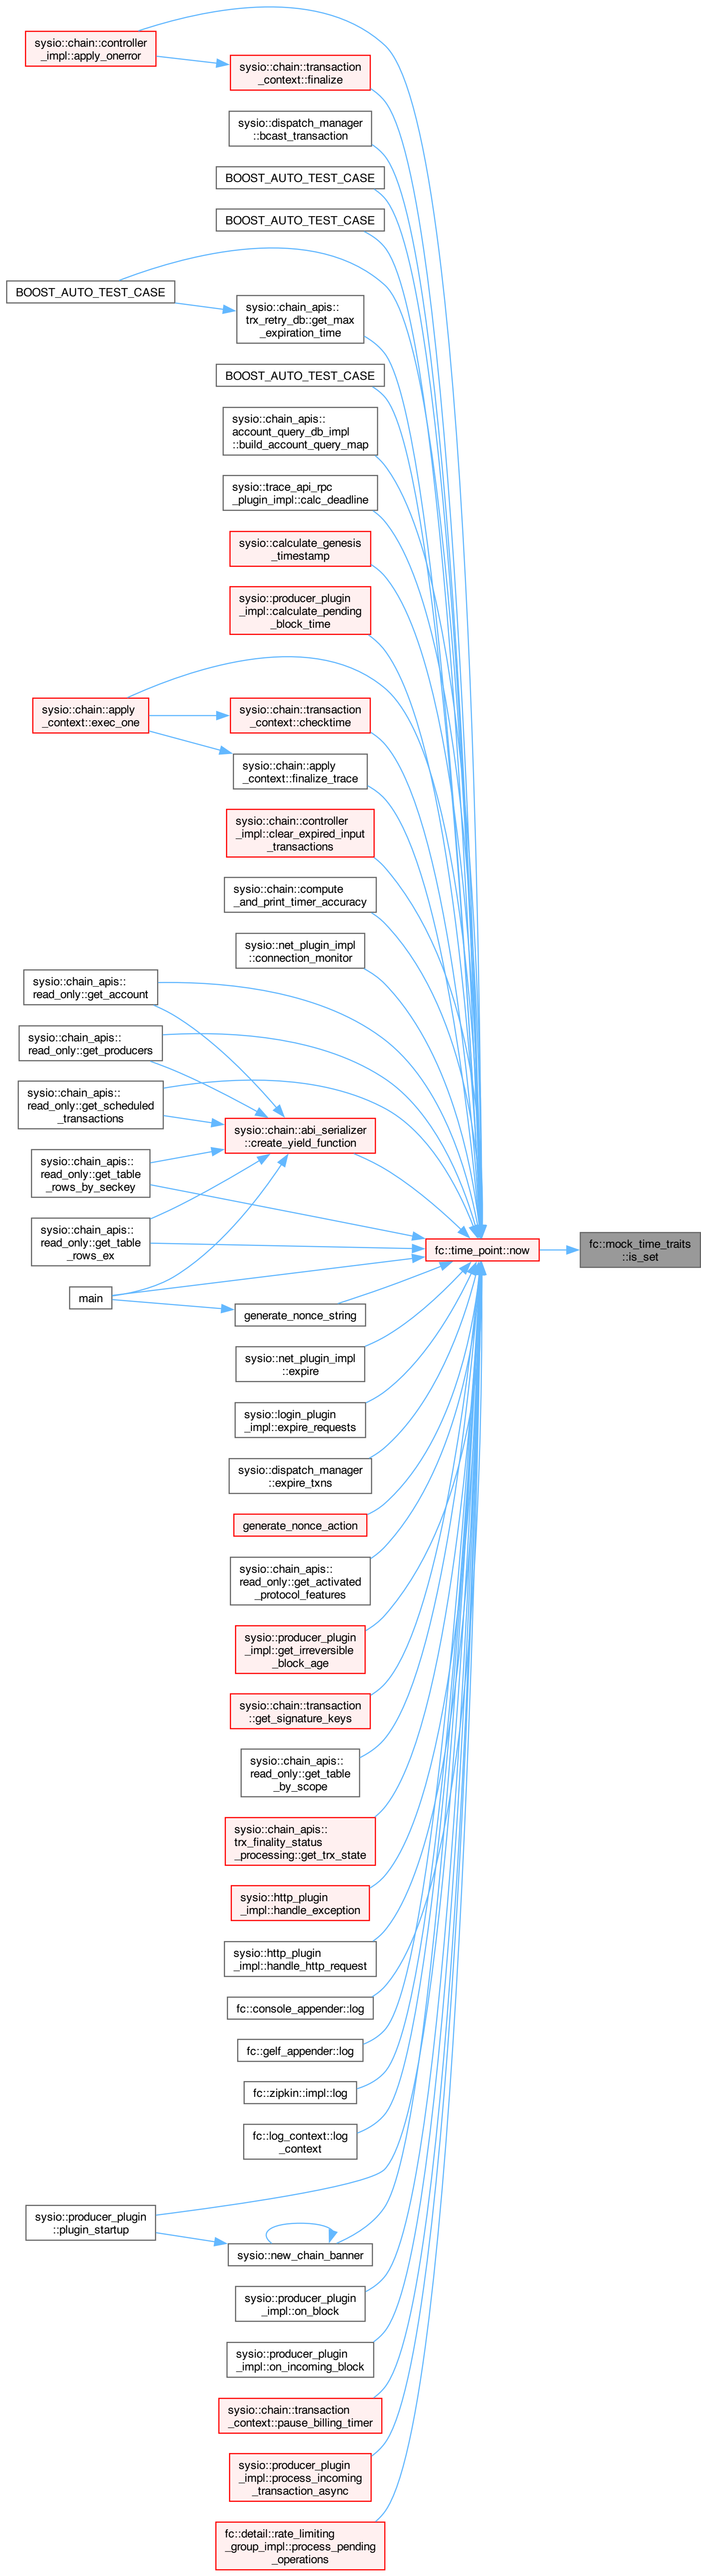 sysio::chain::controller
_impl::apply_onerror
sysio::chain::transaction
_context::finalize
sysio::dispatch_manager
::bcast_transaction
BOOST_AUTO_TEST_CASE
BOOST_AUTO_TEST_CASE
BOOST_AUTO_TEST_CASE
sysio::chain_apis::
trx_retry_db::get_max
_expiration_time
BOOST_AUTO_TEST_CASE
sysio::chain_apis::
account_query_db_impl
::build_account_query_map
sysio::trace_api_rpc
_plugin_impl::calc_deadline
sysio::calculate_genesis
_timestamp
sysio::producer_plugin
_impl::calculate_pending
_block_time
sysio::chain::apply
_context::exec_one
sysio::chain::transaction
_context::checktime
sysio::chain::apply
_context::finalize_trace
sysio::chain::controller
_impl::clear_expired_input
_transactions
sysio::chain::compute
_and_print_timer_accuracy
sysio::net_plugin_impl
::connection_monitor
sysio::chain_apis::
read_only::get_account
sysio::chain_apis::
read_only::get_producers
sysio::chain_apis::
read_only::get_scheduled
_transactions
sysio::chain::abi_serializer
::create_yield_function
sysio::chain_apis::
read_only::get_table
_rows_by_seckey
sysio::chain_apis::
read_only::get_table
_rows_ex
fc::time_point::now
fc::mock_time_traits
::is_set
main
generate_nonce_string
sysio::net_plugin_impl
::expire
sysio::login_plugin
_impl::expire_requests
sysio::dispatch_manager
::expire_txns
generate_nonce_action
sysio::chain_apis::
read_only::get_activated
_protocol_features
sysio::producer_plugin
_impl::get_irreversible
_block_age
sysio::chain::transaction
::get_signature_keys
sysio::chain_apis::
read_only::get_table
_by_scope
sysio::chain_apis::
trx_finality_status
_processing::get_trx_state
sysio::http_plugin
_impl::handle_exception
sysio::http_plugin
_impl::handle_http_request
fc::console_appender::log
fc::gelf_appender::log
fc::zipkin::impl::log
fc::log_context::log
_context
sysio::producer_plugin
::plugin_startup
sysio::new_chain_banner
sysio::producer_plugin
_impl::on_block
sysio::producer_plugin
_impl::on_incoming_block
sysio::chain::transaction
_context::pause_billing_timer
sysio::producer_plugin
_impl::process_incoming
_transaction_async
fc::detail::rate_limiting
_group_impl::process_pending
_operations